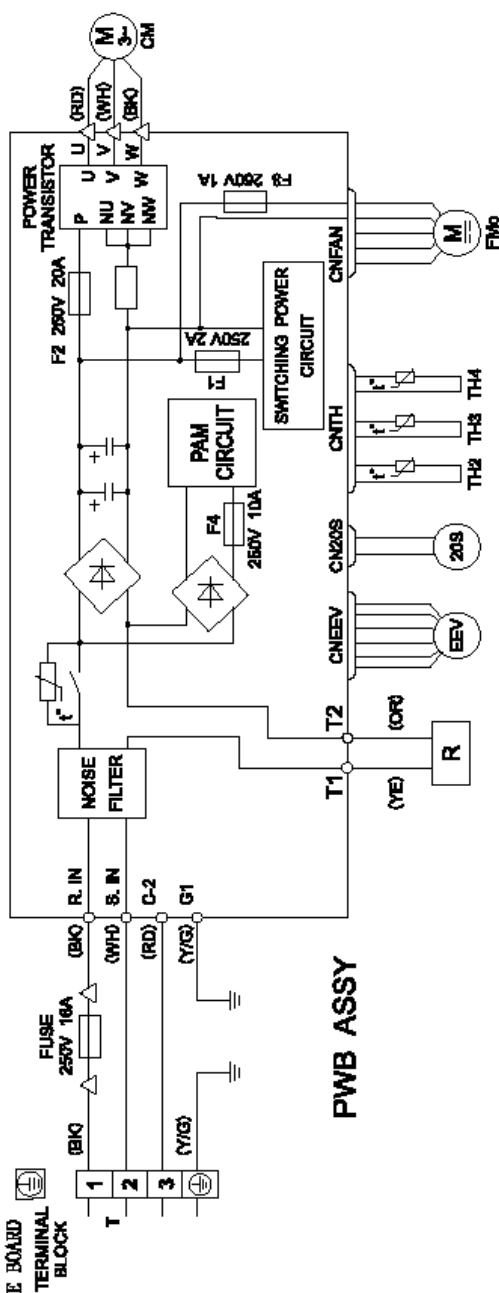 E BOARD
TERMINAL
BLOCK
T
1
2
3
(BK)
(Y/G)
FUSE
250V 16A
(BK)
(WH)
(RD)
(Y/G)
R. IN
S. IN
C-2
G1
PWB ASSY
NOISE
FILTER
t°
T1
T2
(YE)
(OR)
R
F4
250V 10A
PAM
CIRCUIT
+
+
F2 250V 20A
F1
250V 2A
SWITCHING POWER
CIRCUIT
POWER
TRANSISTOR
P
NU
NV
NW
U
V
W
U
V
W
(RD)
(WH)
(BK)
M
3~
CM
F3 250V 1A
CNEEV
CN20S
CNTH
CNFAN
EEV
20S
t°
t°
t°
TH2
TH3
TH4
M
FMo